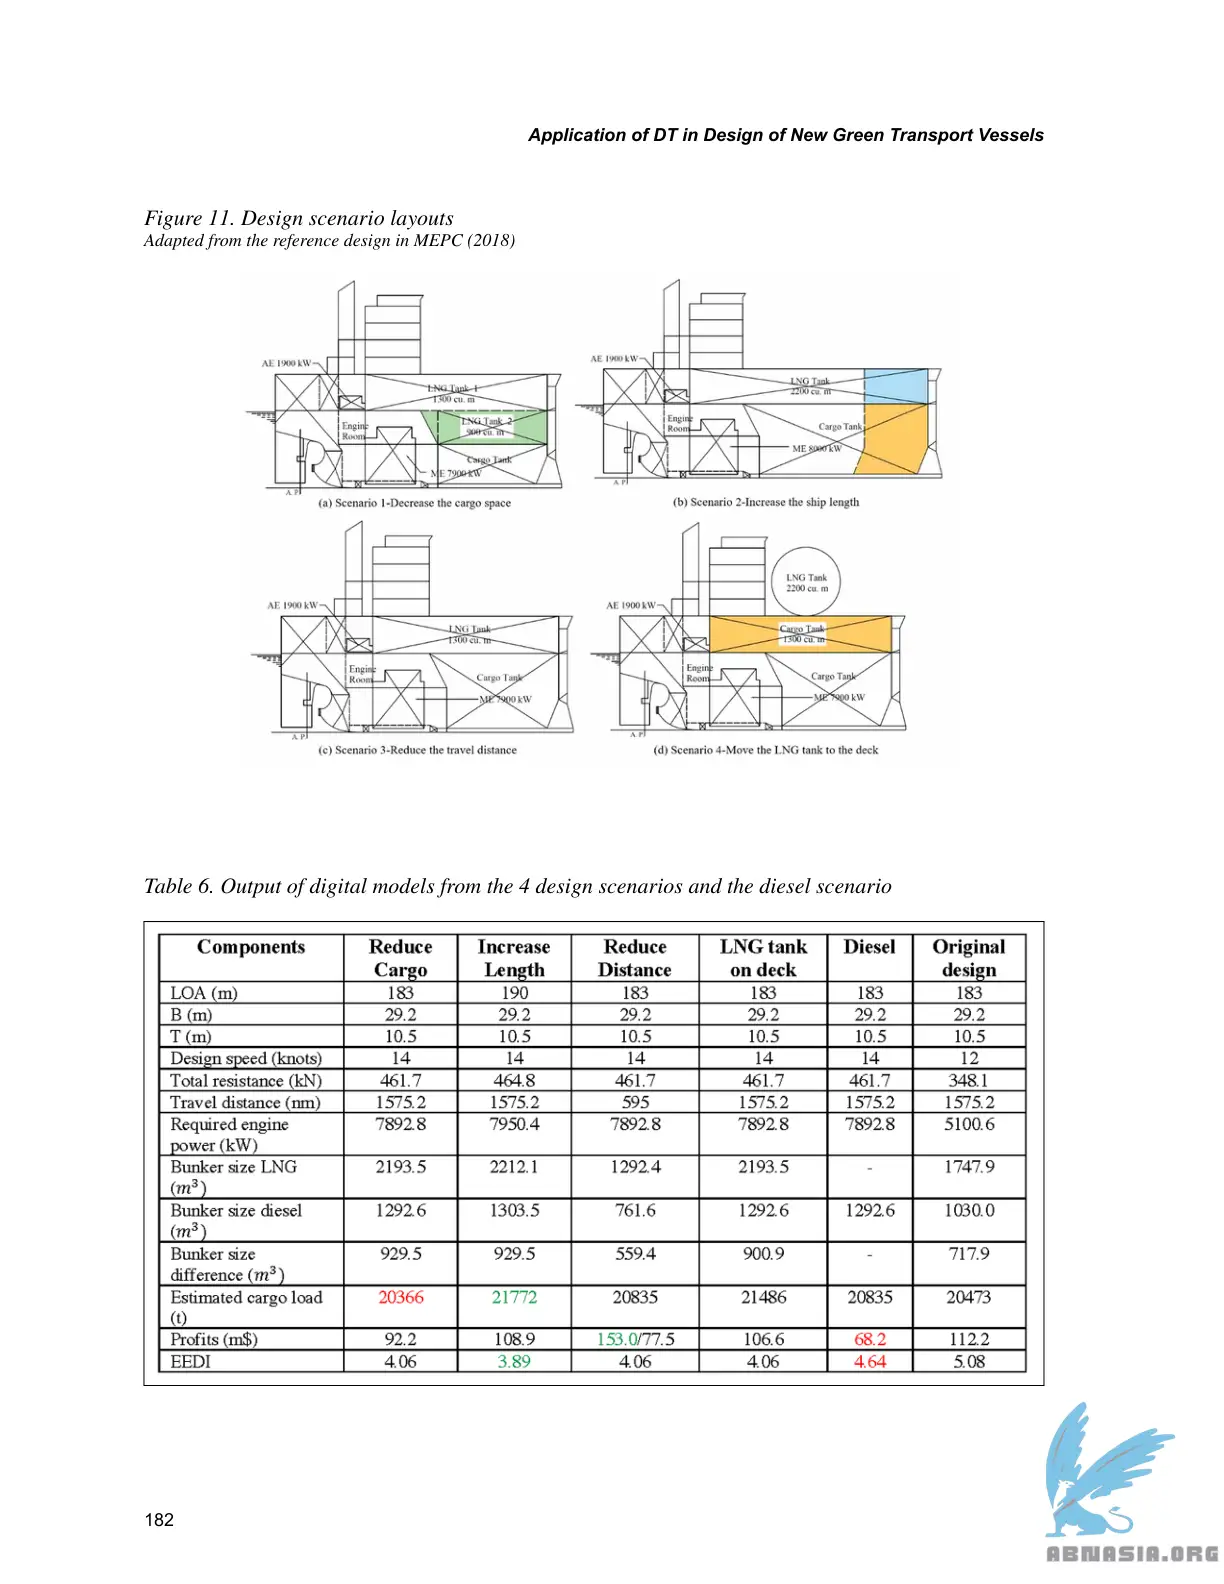 Application of DT in Design of New Green Transport Vessels
Figure 11. Design scenario layouts
Adapted from the reference design in MEPC (2018)
AE 1900 kW
LNG Tank 1
1300 cu. m
Engine
Room
LNG Tank 2
900 cu. m
Cargo Tank
ME 7900 kW
A. P.
(a) Scenario 1-Decrease the cargo space
AE 1900 kW
LNG Tank
2200 cu. m
Engine
Room
Cargo Tank
ME 8000 kW
A. P.
(b) Scenario 2-Increase the ship length
AE 1900 kW
LNG Tank
1300 cu. m
Engine
Room
Cargo Tank
ME 7900 kW
A. P.
(c) Scenario 3-Reduce the travel distance
LNG Tank
2200 cu. m
AE 1900 kW
Cargo Tank
1300 cu. m
Engine
Room
Cargo Tank
ME 7900 kW
A. P.
(d) Scenario 4-Move the LNG tank to the deck
Table 6. Output of digital models from the 4 design scenarios and the diesel scenario
Components Reduce Cargo Increase Length Reduce Distance LNG tank on deck Diesel Original design
LOA (m) 183 190 183 183 183 183
B (m) 29.2 29.2 29.2 29.2 29.2 29.2
T (m) 10.5 10.5 10.5 10.5 10.5 10.5
Design speed (knots) 14 14 14 14 14 12
Total resistance (kN) 461.7 464.8 461.7 461.7 461.7 348.1
Travel distance (nm) 1575.2 1575.2 595 1575.2 1575.2 1575.2
Required engine power (kW) 7892.8 7950.4 7892.8 7892.8 7892.8 5100.6
Bunker size LNG (m³) 2193.5 2212.1 1292.4 2193.5 - 1747.9
Bunker size diesel (m³) 1292.6 1303.5 761.6 1292.6 1292.6 1030.0
Bunker size difference (m³) 929.5 929.5 559.4 900.9 - 717.9
Estimated cargo load (t) 20366 21772 20835 21486 20835 20473
Profits (m$) 92.2 108.9 153.0/77.5 106.6 68.2 112.2
EEDI 4.06 3.89 4.06 4.06 4.64 5.08
182
ABNASIA.ORG